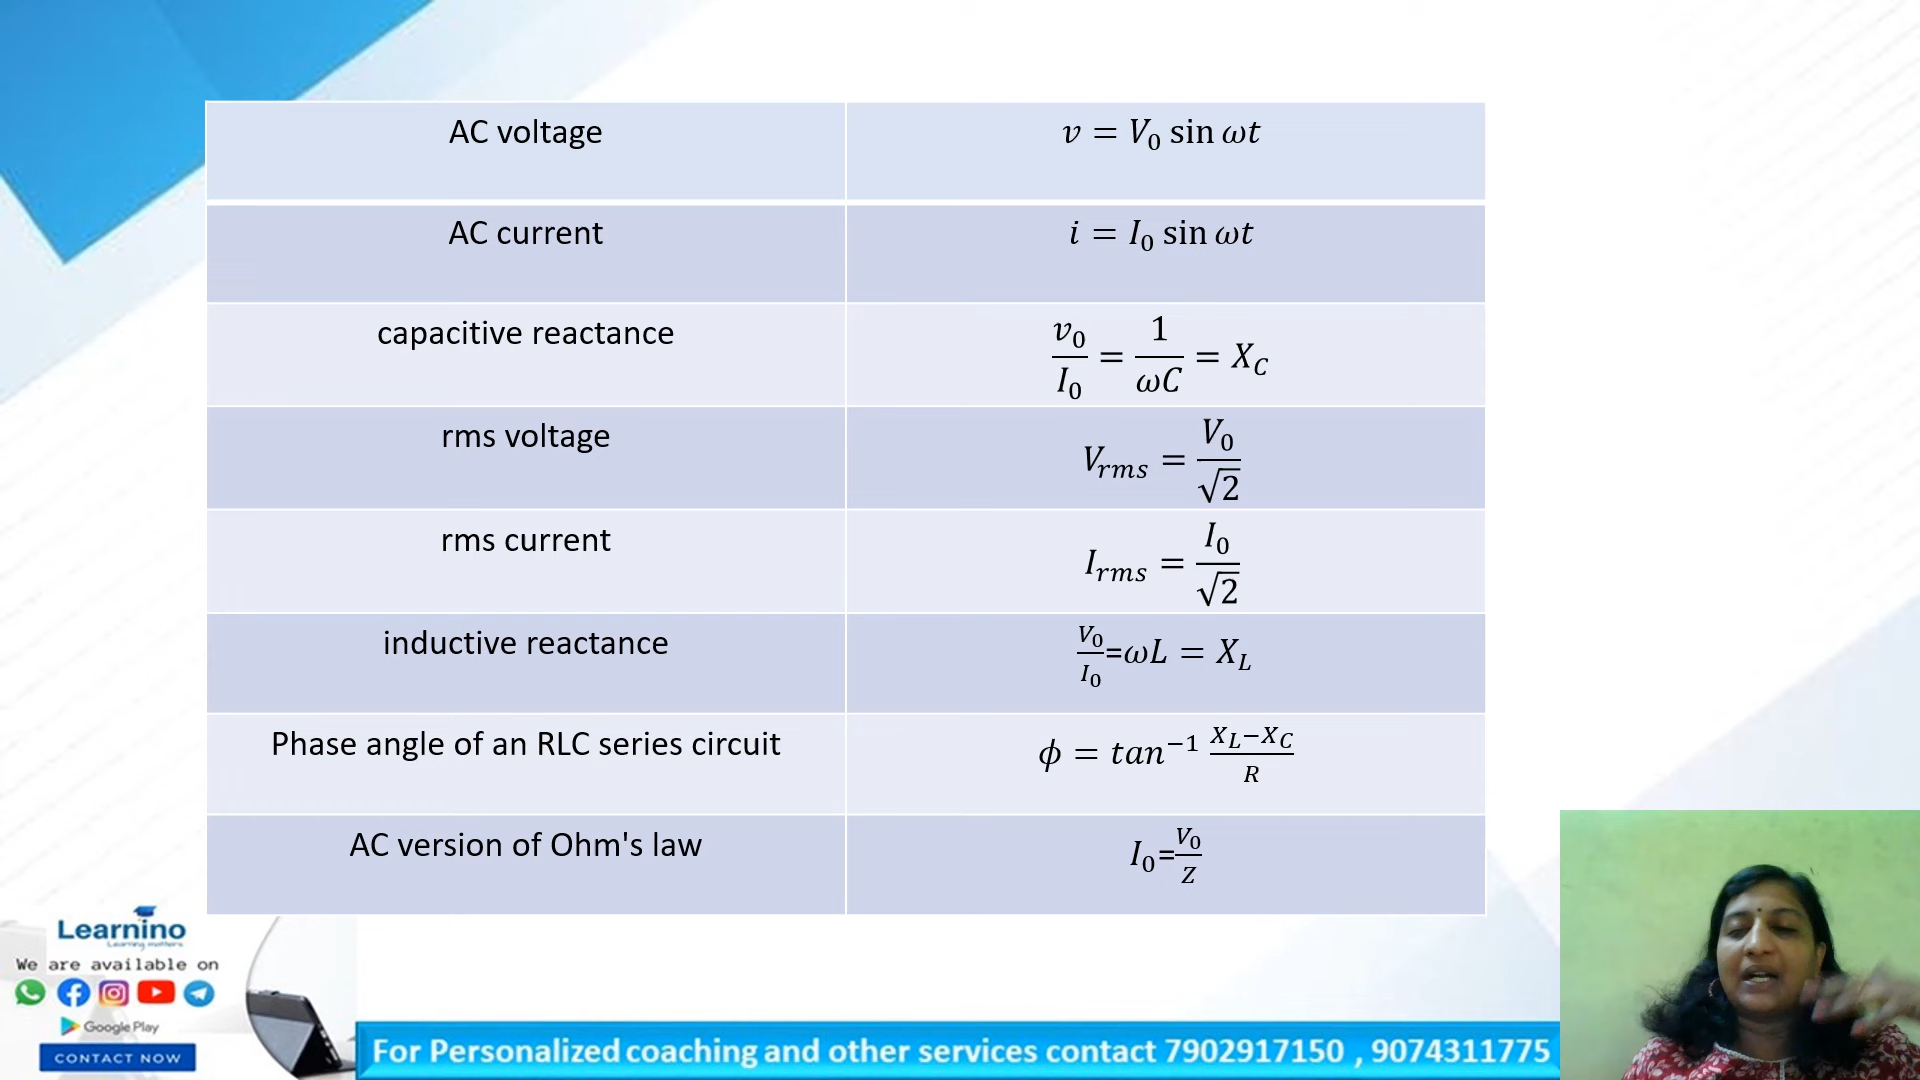 AC voltage v = V₀ sin ωt
AC current i = I₀ sin ωt
capacitive reactance v₀/I₀ = 1/ωC = X_C
rms voltage V_rms = V₀/√2
rms current I_rms = I₀/√2
inductive reactance V₀/I₀=ωL = X_L
Phase angle of an RLC series circuit ϕ = tan⁻¹ X_L−X_C/R
AC version of Ohm's law I₀=V₀/Z
Learnino
Learning matters
We are available on
Google Play
CONTACT NOW
For Personalized coaching and other services contact 7902917150 , 9074311775